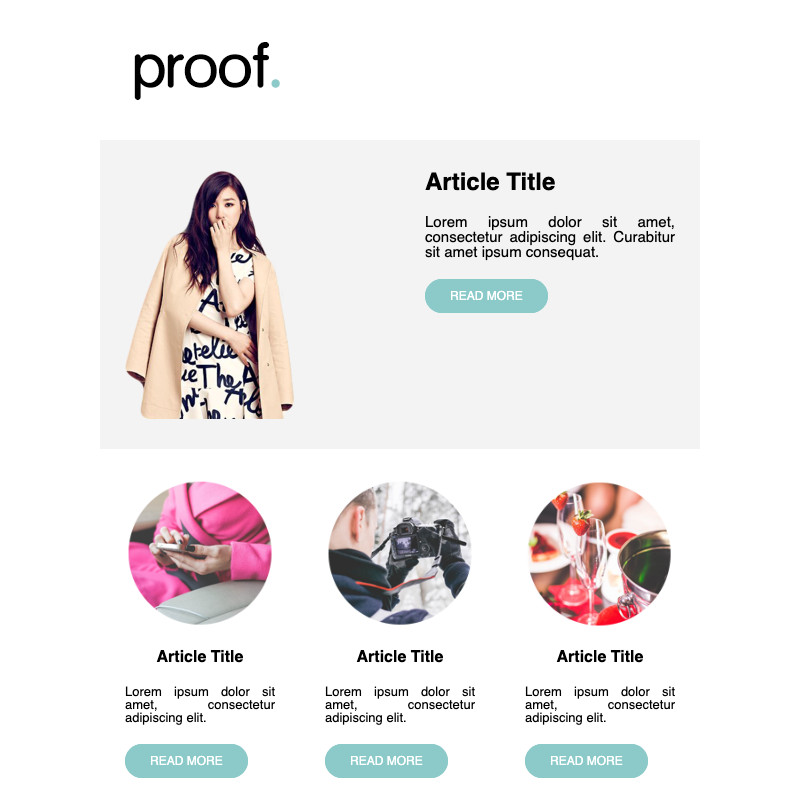 proof.
Article Title
Lorem ipsum dolor sit amet,
consectetur adipiscing elit. Curabitur
sit amet ipsum consequat.
READ MORE
Article Title
Lorem ipsum dolor sit
amet, consectetur
adipiscing elit.
READ MORE
Article Title
Lorem ipsum dolor sit
amet, consectetur
adipiscing elit.
READ MORE
Article Title
Lorem ipsum dolor sit
amet, consectetur
adipiscing elit.
READ MORE